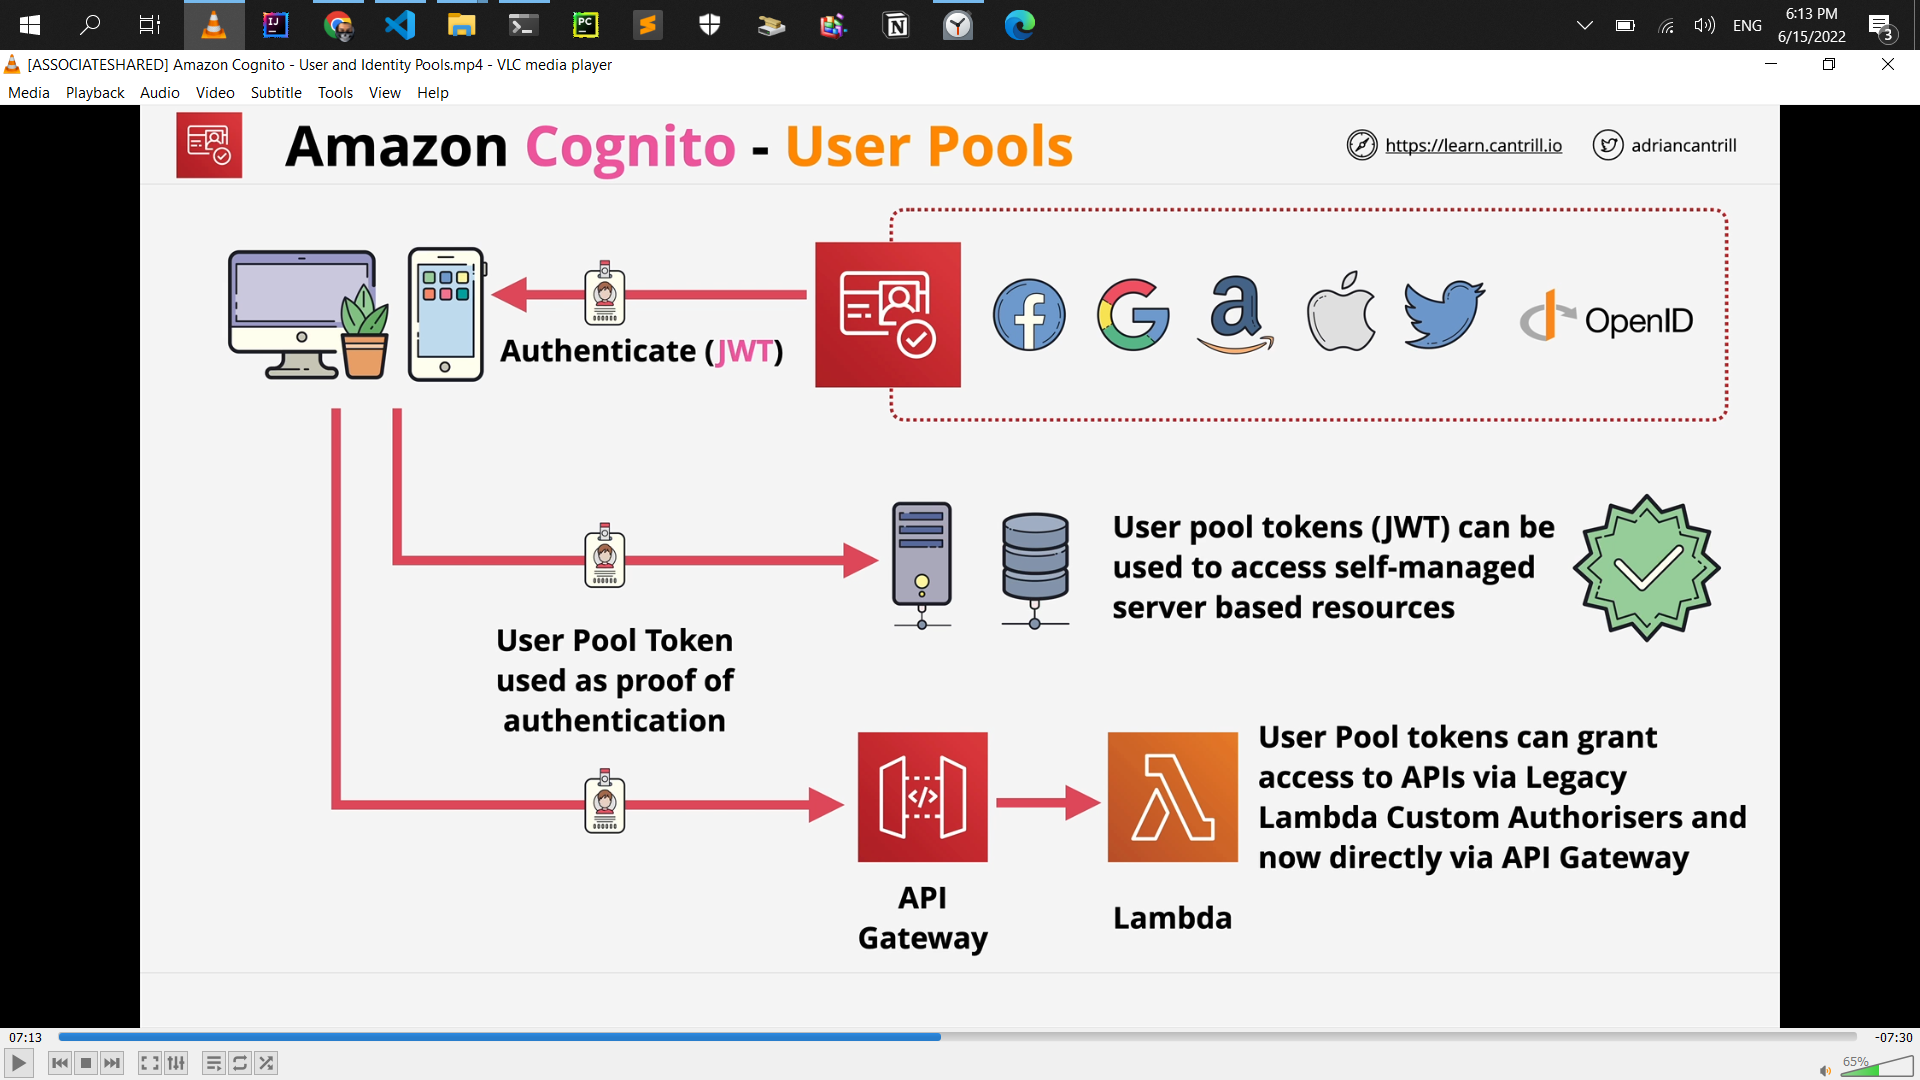 ENG
6:13 PM
6/15/2022
3
IJ
PC
[ASSOCIATESHARED] Amazon Cognito - User and Identity Pools.mp4 - VLC media player
Media Playback Audio Video Subtitle Tools View Help
Amazon Cognito - User Pools
https://learn.cantrill.io
adriancantrill
Authenticate (JWT)
OpenID
User pool tokens (JWT) can be
used to access self-managed
server based resources
User Pool Token
used as proof of
authentication
User Pool tokens can grant
access to APIs via Legacy
Lambda Custom Authorisers and
now directly via API Gateway
API
Gateway
Lambda
07:13
-07:30
65%